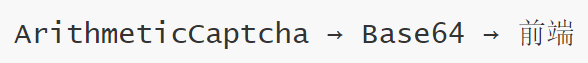 ArithmeticCaptcha → Base64 → 前端